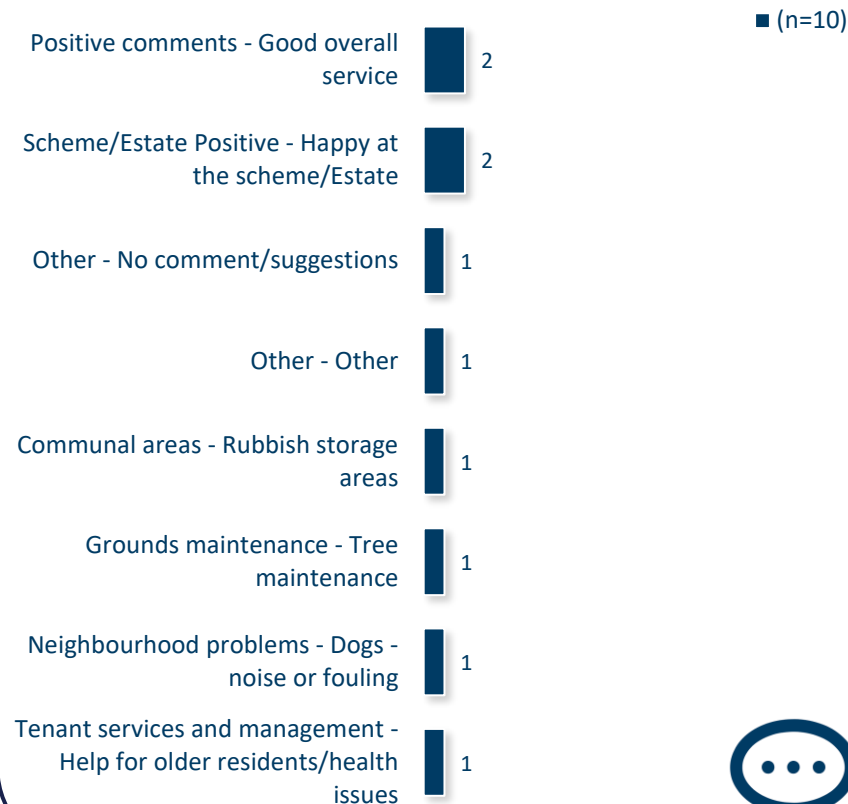 (n=10)
Positive comments - Good overall
service
2
Scheme/Estate Positive - Happy at
the scheme/Estate
2
Other - No comment/suggestions
1
Other - Other
1
Communal areas - Rubbish storage
areas
1
Grounds maintenance - Tree
maintenance
1
Neighbourhood problems - Dogs -
noise or fouling
1
Tenant services and management -
Help for older residents/health
issues
1